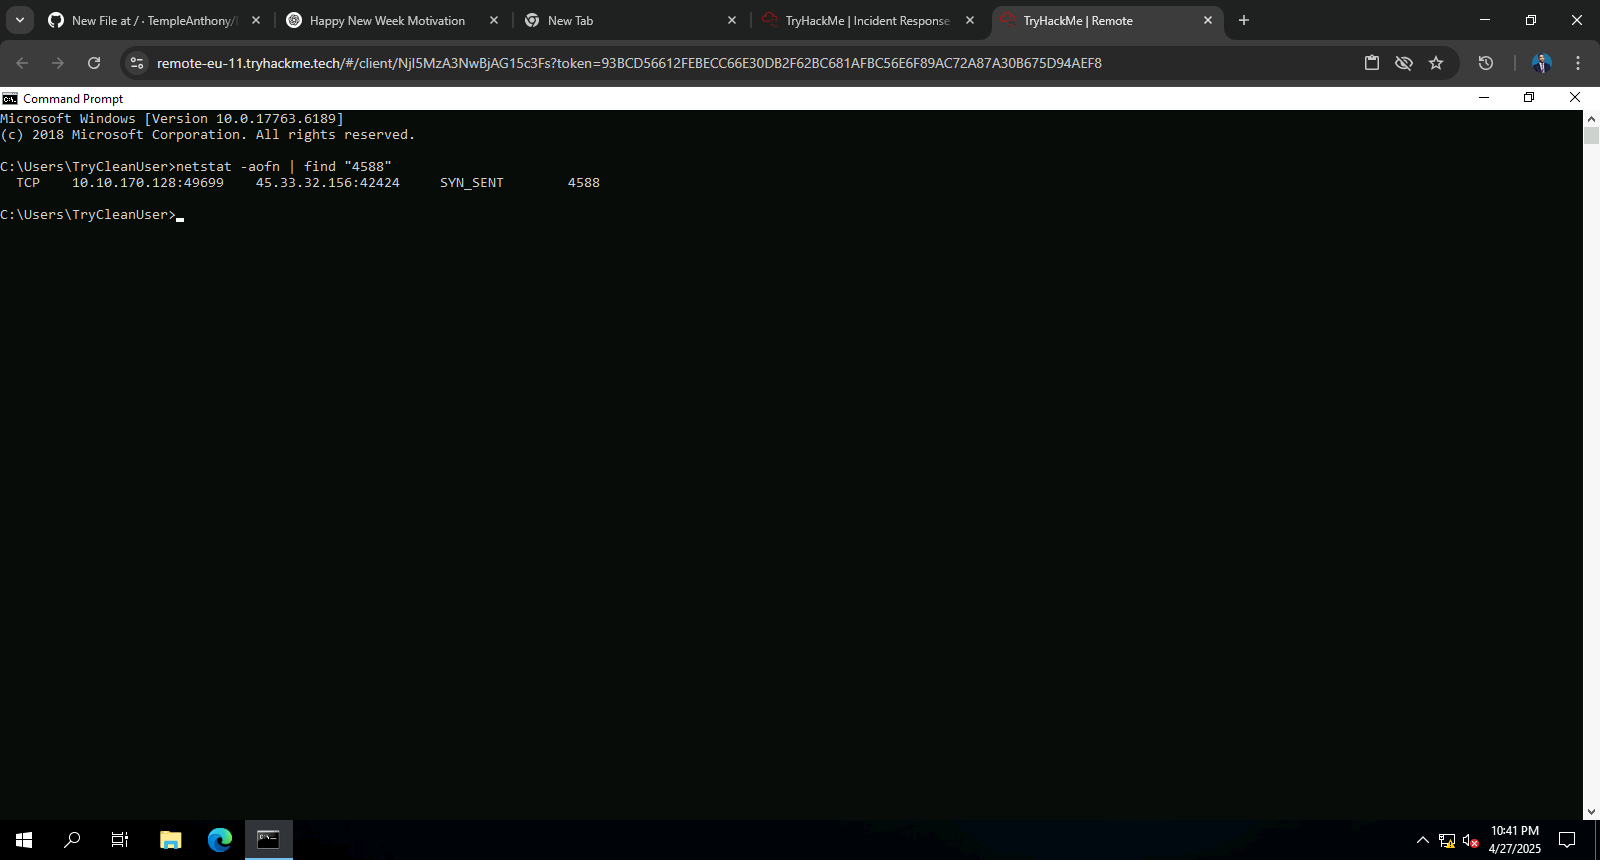 New File at / · TempleAnthony/
Happy New Week Motivation
New Tab
TryHackMe | Incident Response
TryHackMe | Remote
remote-eu-11.tryhackme.tech/#/client/NjI5MzA3NwBjAG15c3Fs?token=93BCD56612FEBECC66E30DB2F62BC681AFBC56E6F89AC72A87A30B675D94AEF8
Command Prompt
Microsoft Windows [Version 10.0.17763.6189]
(c) 2018 Microsoft Corporation. All rights reserved.
C:\Users\TryCleanUser>netstat -aofn | find "4588"
TCP 10.10.170.128:49699 45.33.32.156:42424 SYN_SENT 4588
C:\Users\TryCleanUser>
10:41 PM
4/27/2025